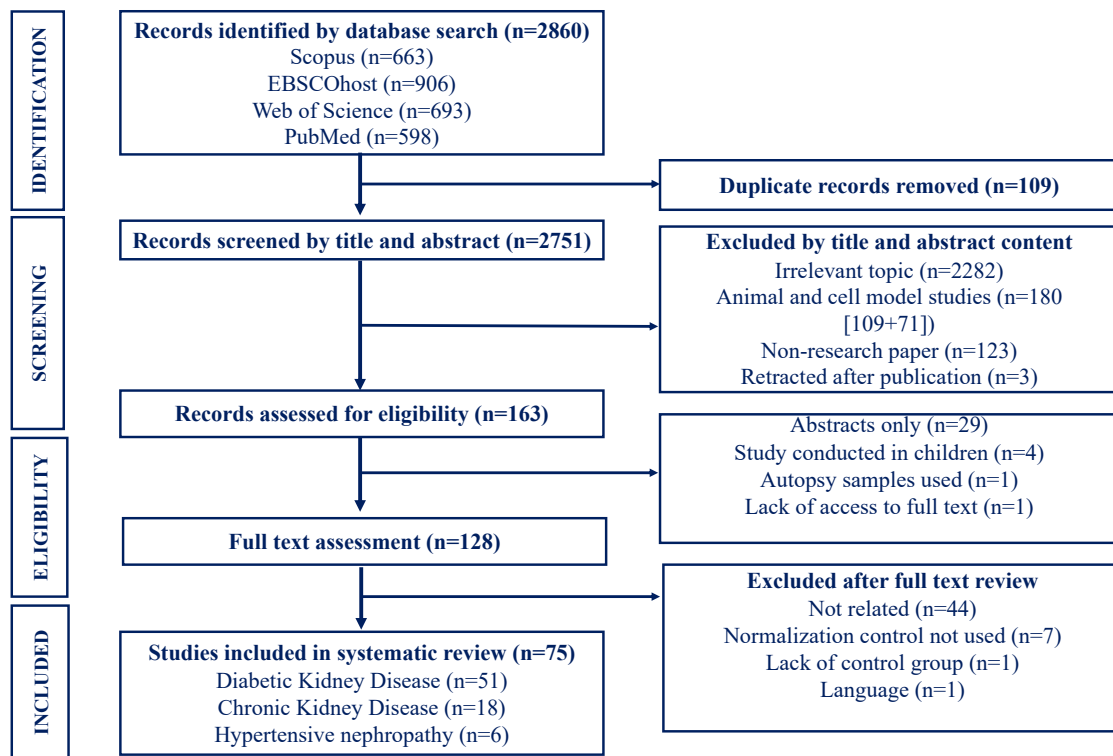 IDENTIFICATION
Records identified by database search (n=2860)
Scopus (n=663)
EBSCOhost (n=906)
Web of Science (n=693)
PubMed (n=598)
Duplicate records removed (n=109)
SCREENING
Records screened by title and abstract (n=2751)
Excluded by title and abstract content
Irrelevant topic (n=2282)
Animal and cell model studies (n=180
[109+71])
Non-research paper (n=123)
Retracted after publication (n=3)
Records assessed for eligibility (n=163)
ELIGIBILITY
Abstracts only (n=29)
Study conducted in children (n=4)
Autopsy samples used (n=1)
Lack of access to full text (n=1)
Full text assessment (n=128)
Excluded after full text review
Not related (n=44)
Normalization control not used (n=7)
Lack of control group (n=1)
Language (n=1)
INCLUDED
Studies included in systematic review (n=75)
Diabetic Kidney Disease (n=51)
Chronic Kidney Disease (n=18)
Hypertensive nephropathy (n=6)